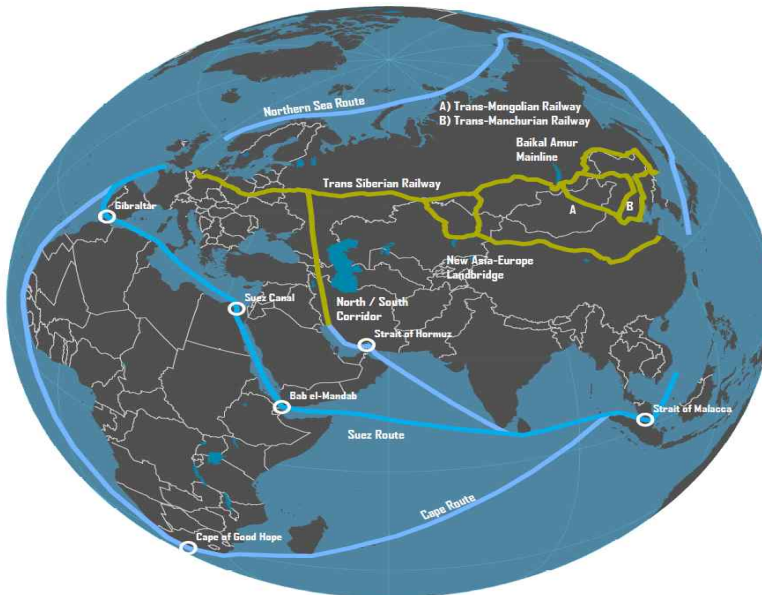 Northern Sea Route
A) Trans-Mongolian Railway
B) Trans-Manchurian Railway
Baikal Amur
Mainline
Trans Siberian Railway
A
B
Gibraltar
New Asia-Europe
Landbridge
Suez Canal
North / South
Corridor
Strait of Hormuz
Bab el-Mandab
Strait of Malacca
Suez Route
Cape Route
Cape of Good Hope